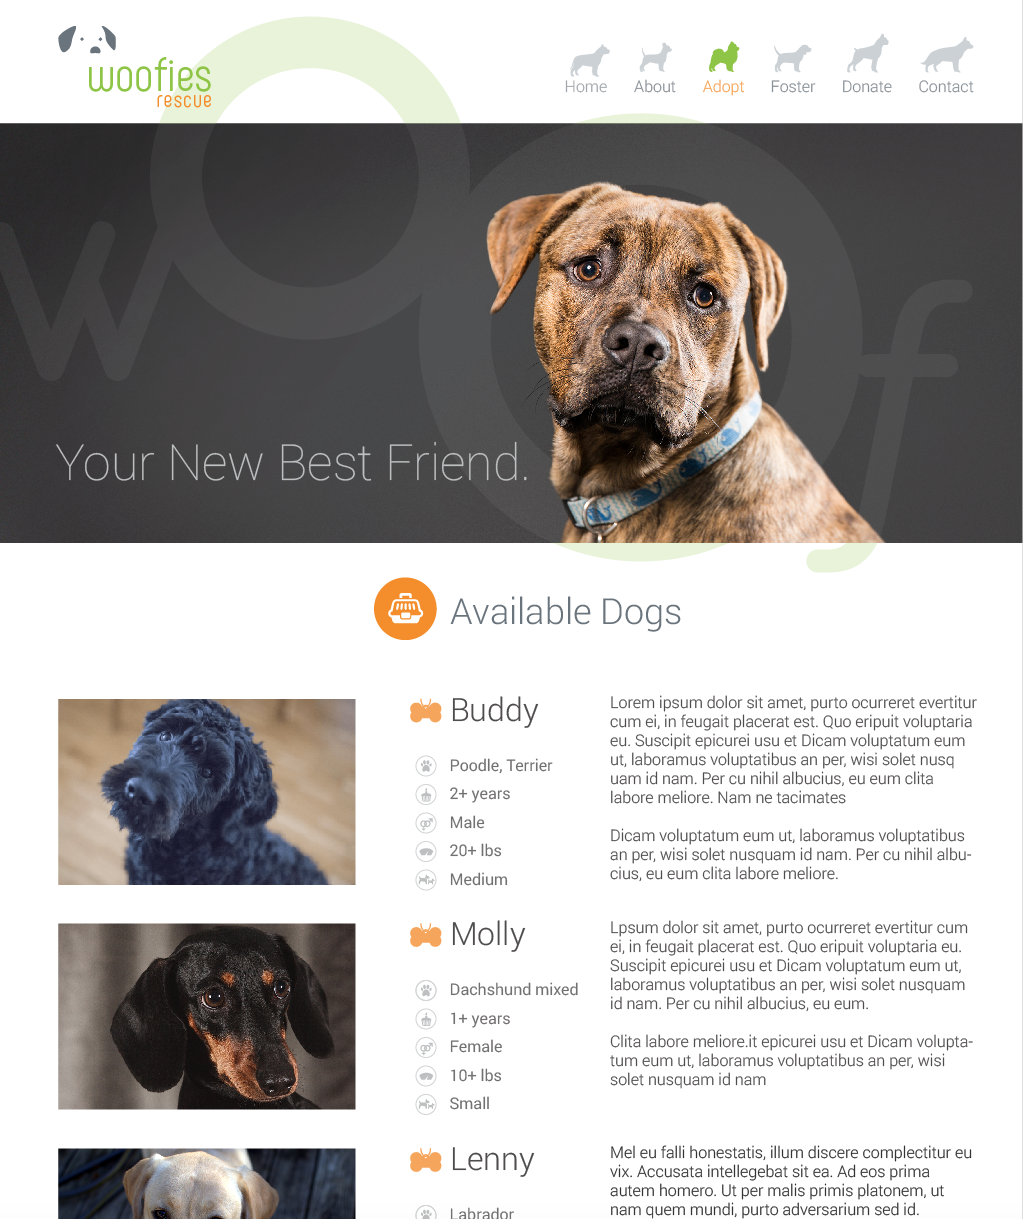 woofies
rescue
Home About Adopt Foster Donate Contact
woof
Your New Best Friend.
Available Dogs
Buddy
Poodle, Terrier
2+ years
Male
20+ lbs
Medium
Lorem ipsum dolor sit amet, purto ocurreret evertitur
cum ei, in feugait placerat est. Quo eripuit voluptaria
eu. Suscipit epicurei usu et Dicam voluptatum eum
ut, laboramus voluptatibus an per, wisi solet nusq
uam id nam. Per cu nihil albucius, eu eum clita
labore meliore. Nam ne tacimates
Dicam voluptatum eum ut, laboramus voluptatibus
an per, wisi solet nusquam id nam. Per cu nihil albu-
cius, eu eum clita labore meliore.
Molly
Dachshund mixed
1+ years
Female
10+ lbs
Small
Lpsum dolor sit amet, purto ocurreret evertitur cum
ei, in feugait placerat est. Quo eripuit voluptaria eu.
Suscipit epicurei usu et Dicam voluptatum eum ut,
laboramus voluptatibus an per, wisi solet nusquam
id nam. Per cu nihil albucius, eu eum.
Clita labore meliore.it epicurei usu et Dicam volupta-
tum eum ut, laboramus voluptatibus an per, wisi
solet nusquam id nam
Lenny
Labrador
Mel eu falli honestatis, illum discere complectitur eu
vix. Accusata intellegebat sit ea. Ad eos prima
autem homero. Ut per malis primis platonem, ut
nam quem mundi, purto adversarium sed id.